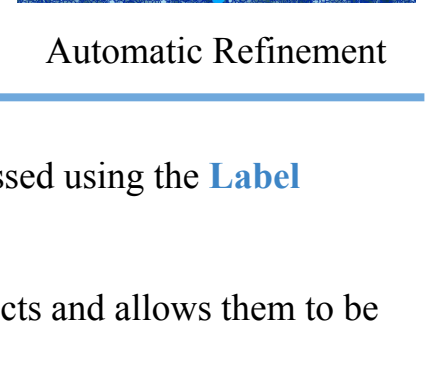 Automatic Refinement
ssed using the Label
cts and allows them to be